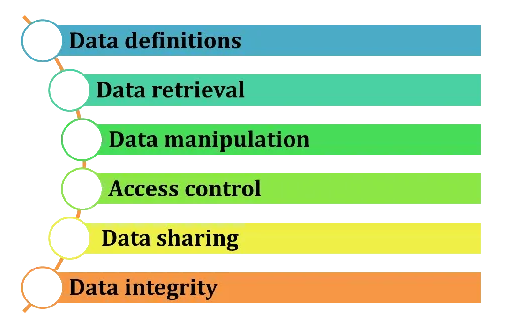 Data definitions
Data retrieval
Data manipulation
Access control
Data sharing
Data integrity